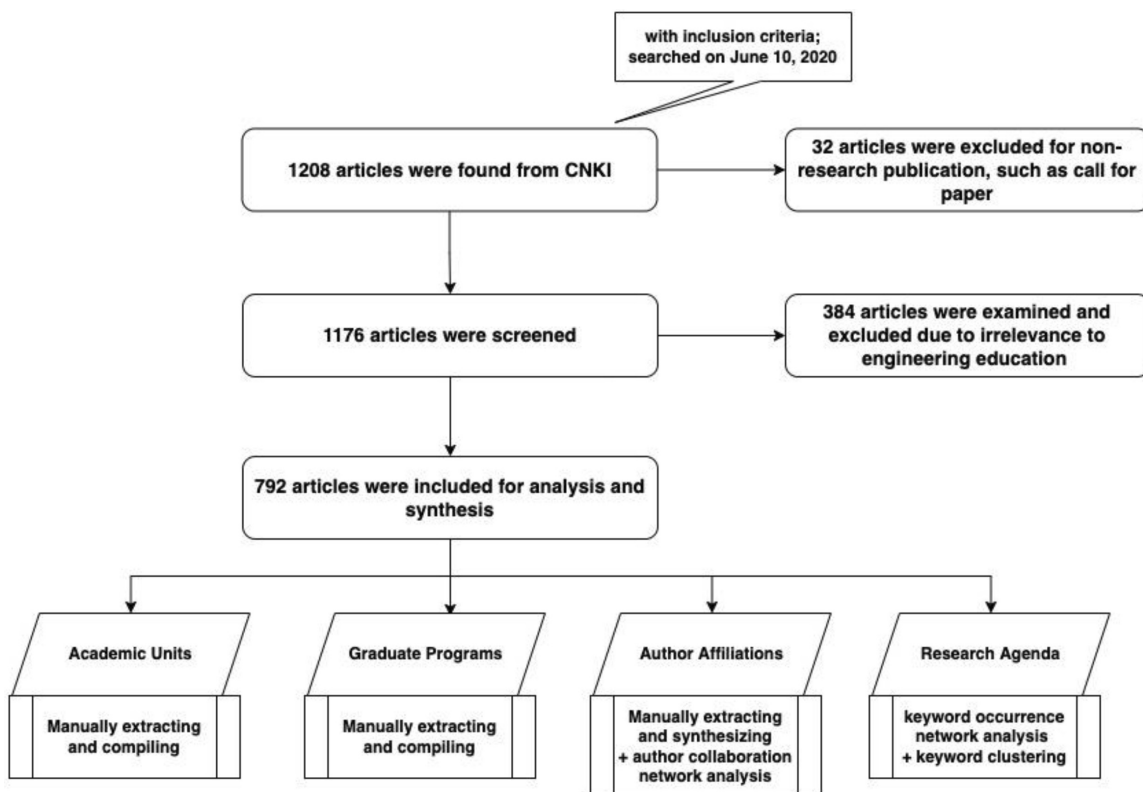 with inclusion criteria;
searched on June 10, 2020
1208 articles were found from CNKI
32 articles were excluded for non-
research publication, such as call for
paper
1176 articles were screened
384 articles were examined and
excluded due to irrelevance to
engineering education
792 articles were included for analysis and
synthesis
Academic Units
Graduate Programs
Author Affiliations
Research Agenda
Manually extracting
and compiling
Manually extracting
and compiling
Manually extracting
and synthesizing
+ author collaboration
network analysis
keyword occurrence
network analysis
+ keyword clustering